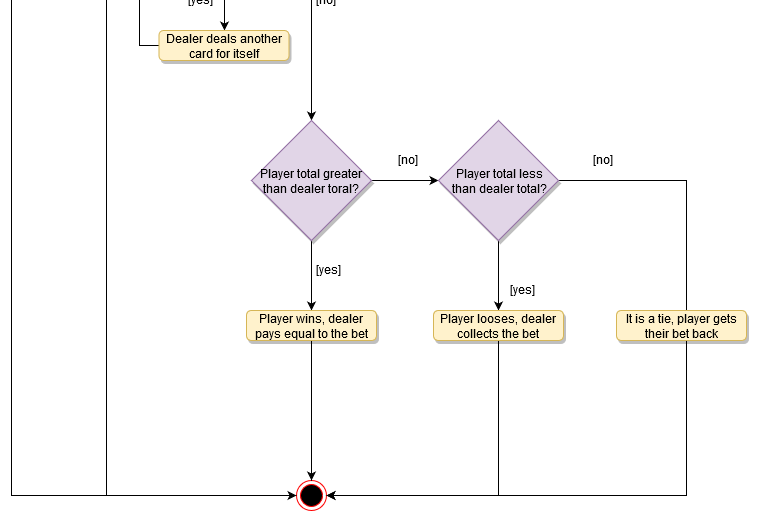 [yes]
[no]
Dealer deals another
card for itself
Player total greater
than dealer toral?
[no]
Player total less
than dealer total?
[no]
[yes]
[yes]
Player wins, dealer
pays equal to the bet
Player looses, dealer
collects the bet
It is a tie, player gets
their bet back